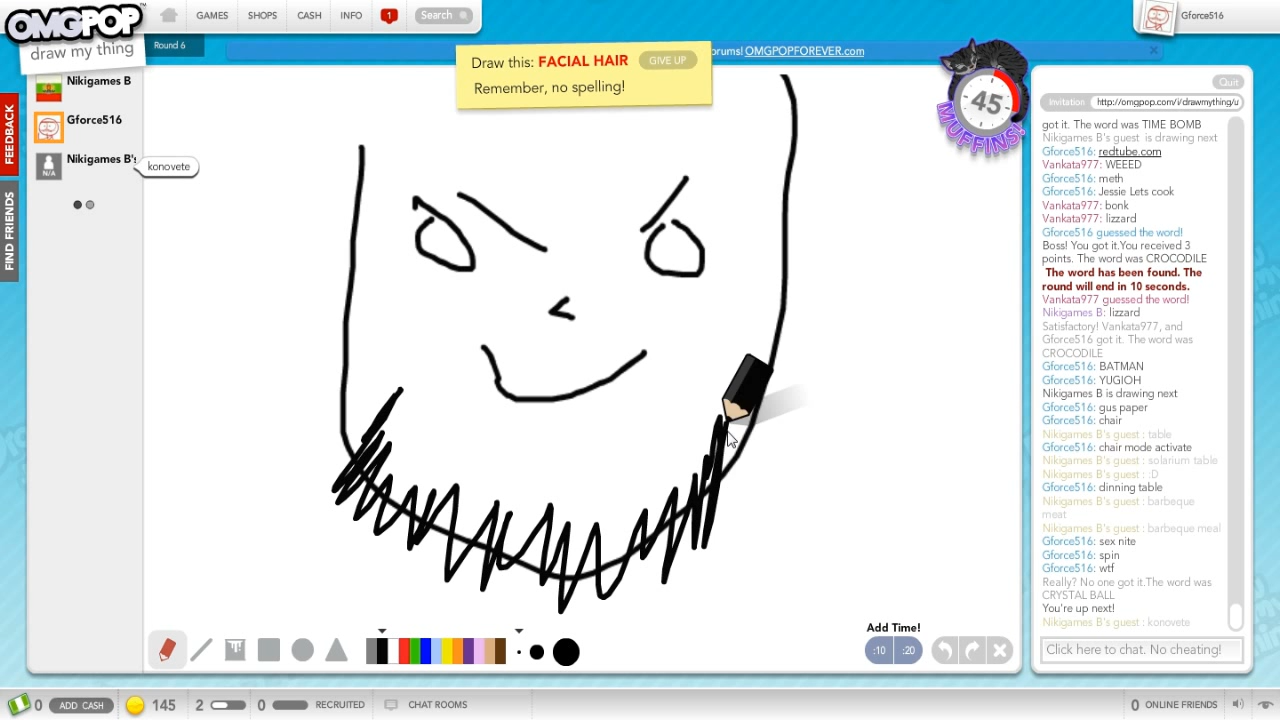 OMGPOP™
draw my thing
GAMES
SHOPS
CASH
INFO
1
Search
Gforce516
Round 6
orums! OMGPOPFOREVER.com
Draw this: FACIAL HAIR
GIVE UP
Remember, no spelling!
45
MUFFINS!
FEEDBACK
FIND FRIENDS
Nikigames B
Gforce516
Nikigames B's
N/A
konovete
Quit
Invitation
http://omgpop.com/i/drawmything/u
got it. The word was TIME BOMB
Nikigames B's guest is drawing next
Gforce516: redtube.com
Vankata977: WEEED
Gforce516: meth
Gforce516: Jessie Lets cook
Vankata977: bonk
Vankata977: lizzard
Gforce516 guessed the word!
Boss! You got it.You received 3
points. The word was CROCODILE
The word has been found. The
round will end in 10 seconds.
Vankata977 guessed the word!
Nikigames B: lizzard
Satisfactory! Vankata977, and
Gforce516 got it. The word was
CROCODILE
Gforce516: BATMAN
Gforce516: YUGIOH
Nikigames B is drawing next
Gforce516: gus paper
Gforce516: chair
Nikigames B's guest : table
Gforce516: chair mode activate
Nikigames B's guest : solarium table
Nikigames B's guest : :D
Gforce516: dinning table
Nikigames B's guest : barbeque
meat
Nikigames B's guest : barbeque meal
Gforce516: sex nite
Gforce516: spin
Gforce516: wtf
Really? No one got it.The word was
CRYSTAL BALL
You're up next!
Nikigames B's guest : konovete
Click here to chat. No cheating!
Add Time!
:10
:20
0
ADD CASH
145
2
0
RECRUITED
CHAT ROOMS
0 ONLINE FRIENDS